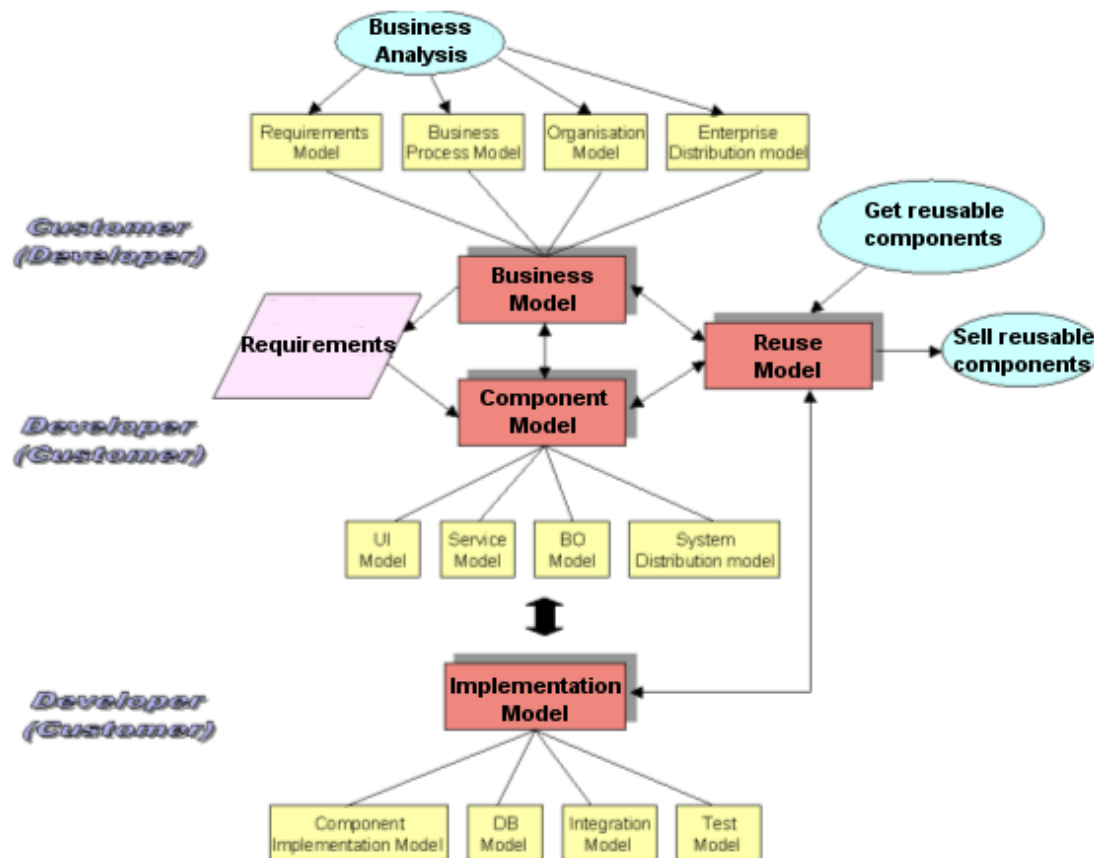 Business
Analysis
Requirements
Model
Business
Process Model
Organisation
Model
Enterprise
Distribution model
Customer
(Developer)
Get reusable
components
Business
Model
Requirements
Reuse
Model
Sell reusable
components
Component
Model
Developer
(Customer)
UI
Model
Service
Model
BO
Model
System
Distribution model
Implementation
Model
Developer
(Customer)
Component
Implementation Model
DB
Model
Integration
Model
Test
Model